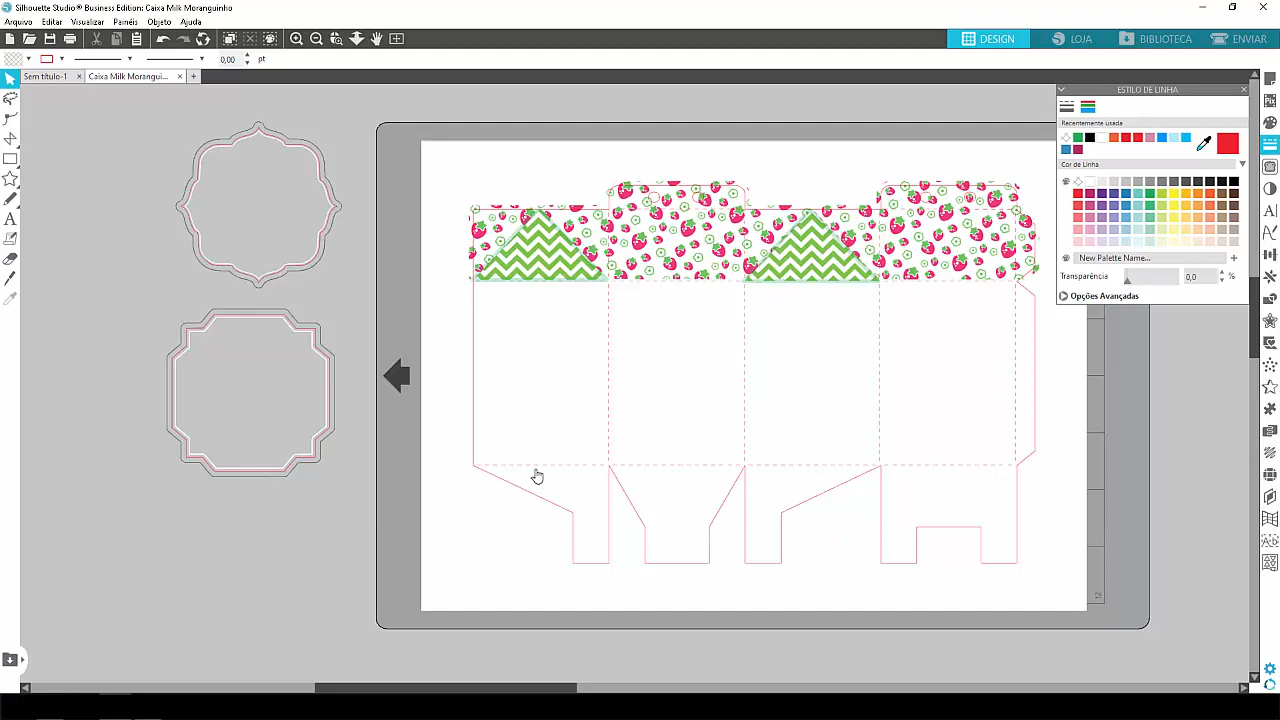 Silhouette Studio® Business Edition: Caixa Milk Moranguinho
Arquivo Editar Visualizar Painéis Objeto Ajuda
DESIGN LOJA BIBLIOTECA ENVIAR
0,00 pt
Sem título-1 Caixa Milk Morangui...
ESTILO DE LINHA
Recentemente usada
Cor de Linha
New Palette Name...
Transparência 0,0 %
Opções Avançadas
12